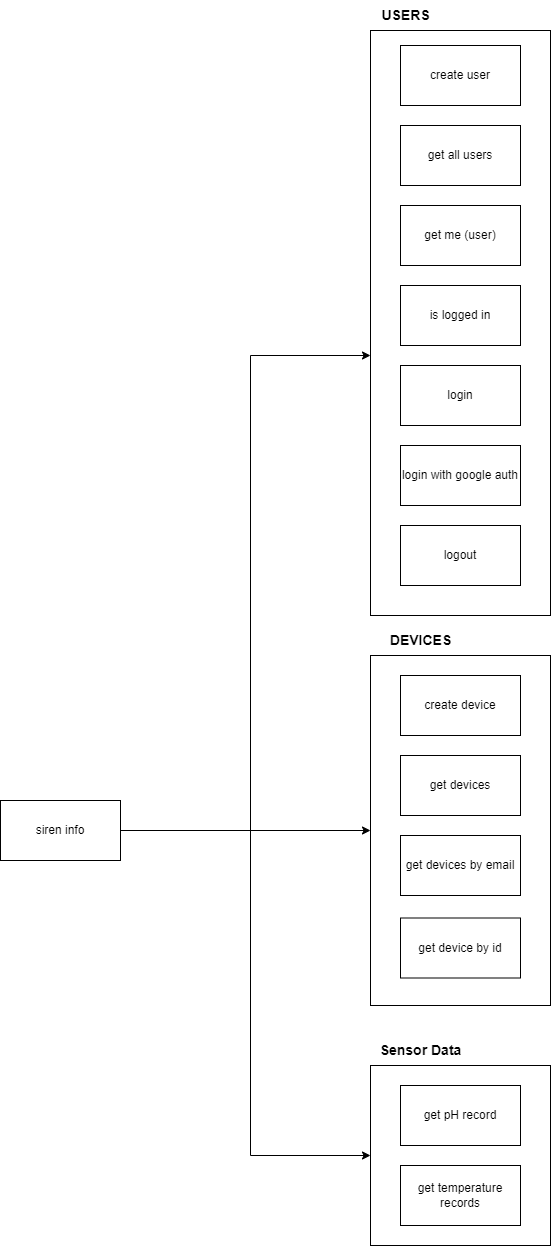 USERS
create user
get all users
get me (user)
is logged in
login
login with google auth
logout
DEVICES
create device
get devices
siren info
get devices by email
get device by id
Sensor Data
get pH record
get temperature
records